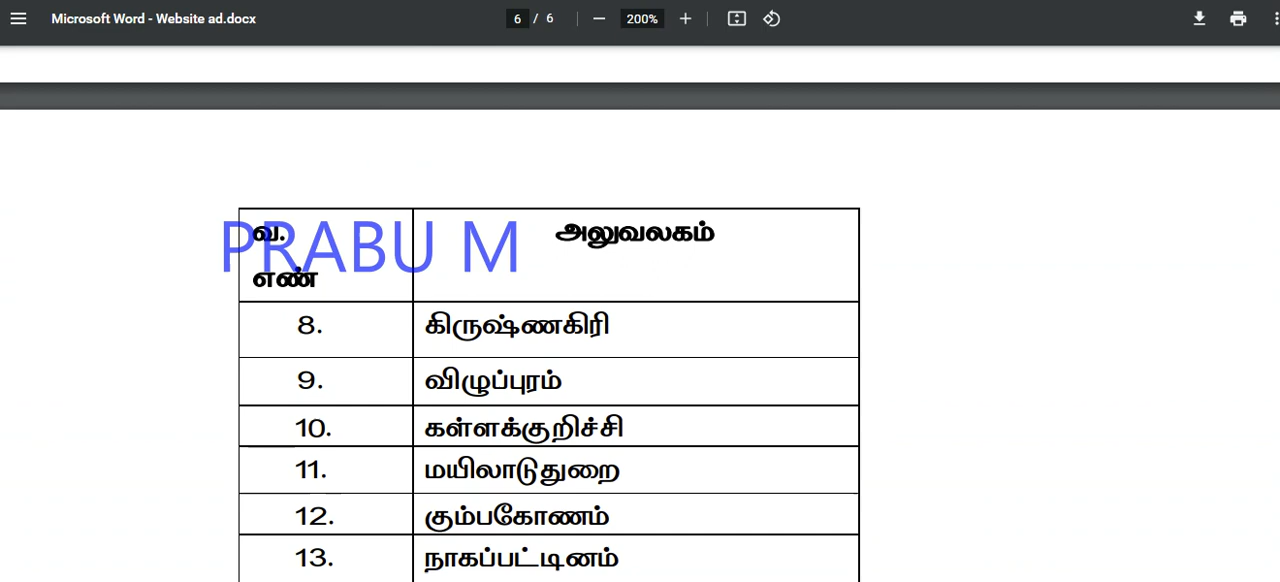 Microsoft Word - Website ad.docx 6 / 6 200%
PRABU M
வ. எண் அலுவலகம்
8. கிருஷ்ணகிரி
9. விழுப்புரம்
10. கள்ளக்குறிச்சி
11. மயிலாடுதுறை
12. கும்பகோணம்
13. நாகப்பட்டினம்